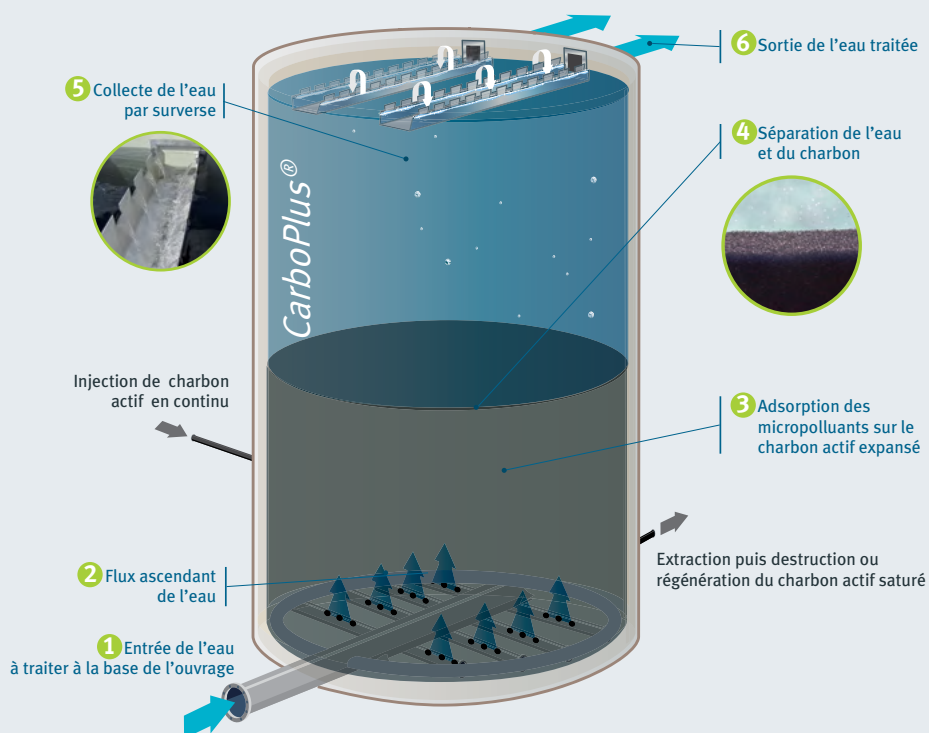 6 Sortie de l'eau traitée
5 Collecte de l'eau
par surverse
4 Séparation de l'eau
et du charbon
CarboPlus®
Injection de charbon
actif en continu
3 Adsorption des
micropolluants sur le
charbon actif expansé
Extraction puis destruction ou
régénération du charbon actif saturé
2 Flux ascendant
de l'eau
1 Entrée de l'eau
à traiter à la base de l'ouvrage